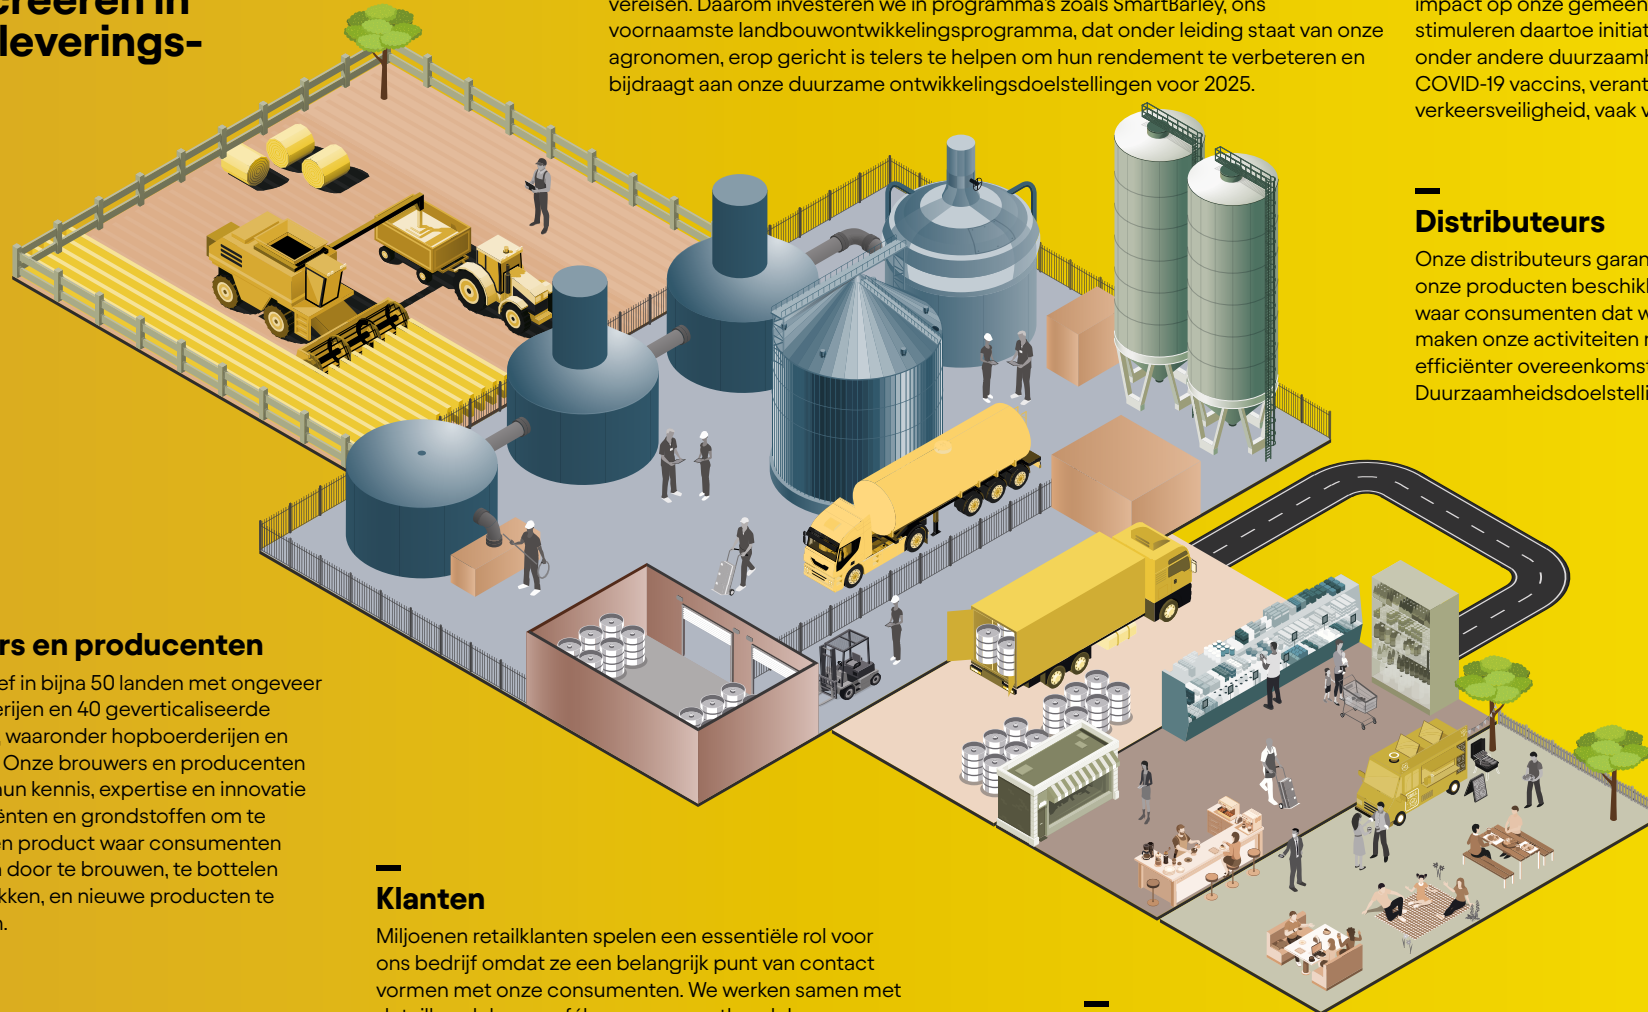 creëren in
leverings-
vereisen. Daarom investeren we in programma's zoals SmartBarley, ons
voornaamste landbouwontwikkelingsprogramma, dat onder leiding staat van onze
agronomen, erop gericht is telers te helpen om hun rendement te verbeteren en
bijdraagt aan onze duurzame ontwikkelingsdoelstellingen voor 2025.
impact op onze gemeen
stimuleren daartoe initiat
onder andere duurzaamh
COVID-19 vaccins, verant
verkeersveiligheid, vaak v
Distributeurs
Onze distributeurs garan
onze producten beschikb
waar consumenten dat w
maken onze activiteiten m
efficiënter overeenkomst
Duurzaamheidsdoelstelli
rs en producenten
ef in bijna 50 landen met ongeveer
erijen en 40 geverticaliseerde
, waaronder hopboerderijen en
Onze brouwers en producenten
hun kennis, expertise en innovatie
ënten en grondstoffen om te
en product waar consumenten
n door te brouwen, te bottelen
kken, en nieuwe producten te
n.
Klanten
Miljoenen retailklanten spelen een essentiële rol voor
ons bedrijf omdat ze een belangrijk punt van contact
vormen met onze consumenten. We werken samen met